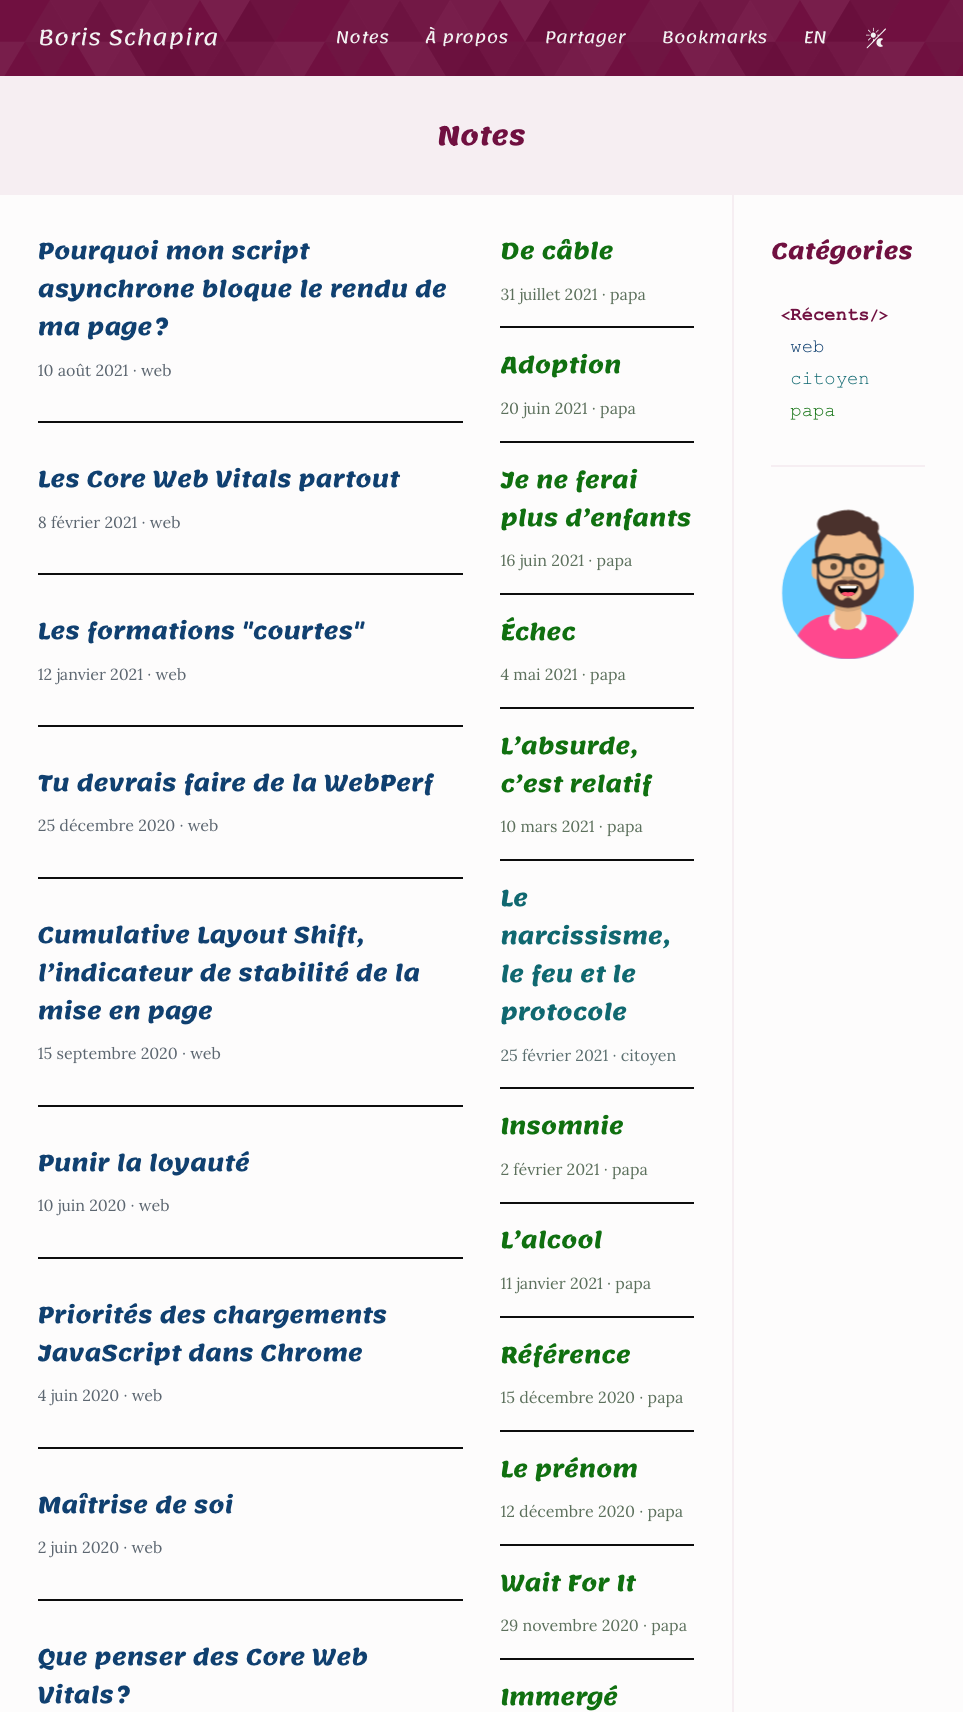 Boris Schapira
Notes
À propos
Partager
Bookmarks
EN
Notes
Pourquoi mon script
asynchrone bloque le rendu de
ma page?
10 août 2021 · web
Les Core Web Vitals partout
8 février 2021 · web
Les formations "courtes"
12 janvier 2021 · web
Tu devrais faire de la WebPerf
25 décembre 2020 · web
Cumulative Layout Shift,
l’indicateur de stabilité de la
mise en page
15 septembre 2020 · web
Punir la loyauté
10 juin 2020 · web
Priorités des chargements
JavaScript dans Chrome
4 juin 2020 · web
Maîtrise de soi
2 juin 2020 · web
Que penser des Core Web
Vitals?
De câble
31 juillet 2021 · papa
Adoption
20 juin 2021 · papa
Je ne ferai
plus d’enfants
16 juin 2021 · papa
Échec
4 mai 2021 · papa
L’absurde,
c’est relatif
10 mars 2021 · papa
Le
narcissisme,
le feu et le
protocole
25 février 2021 · citoyen
Insomnie
2 février 2021 · papa
L’alcool
11 janvier 2021 · papa
Référence
15 décembre 2020 · papa
Le prénom
12 décembre 2020 · papa
Wait For It
29 novembre 2020 · papa
Immergé
Catégories
<Récents/>
web
citoyen
papa